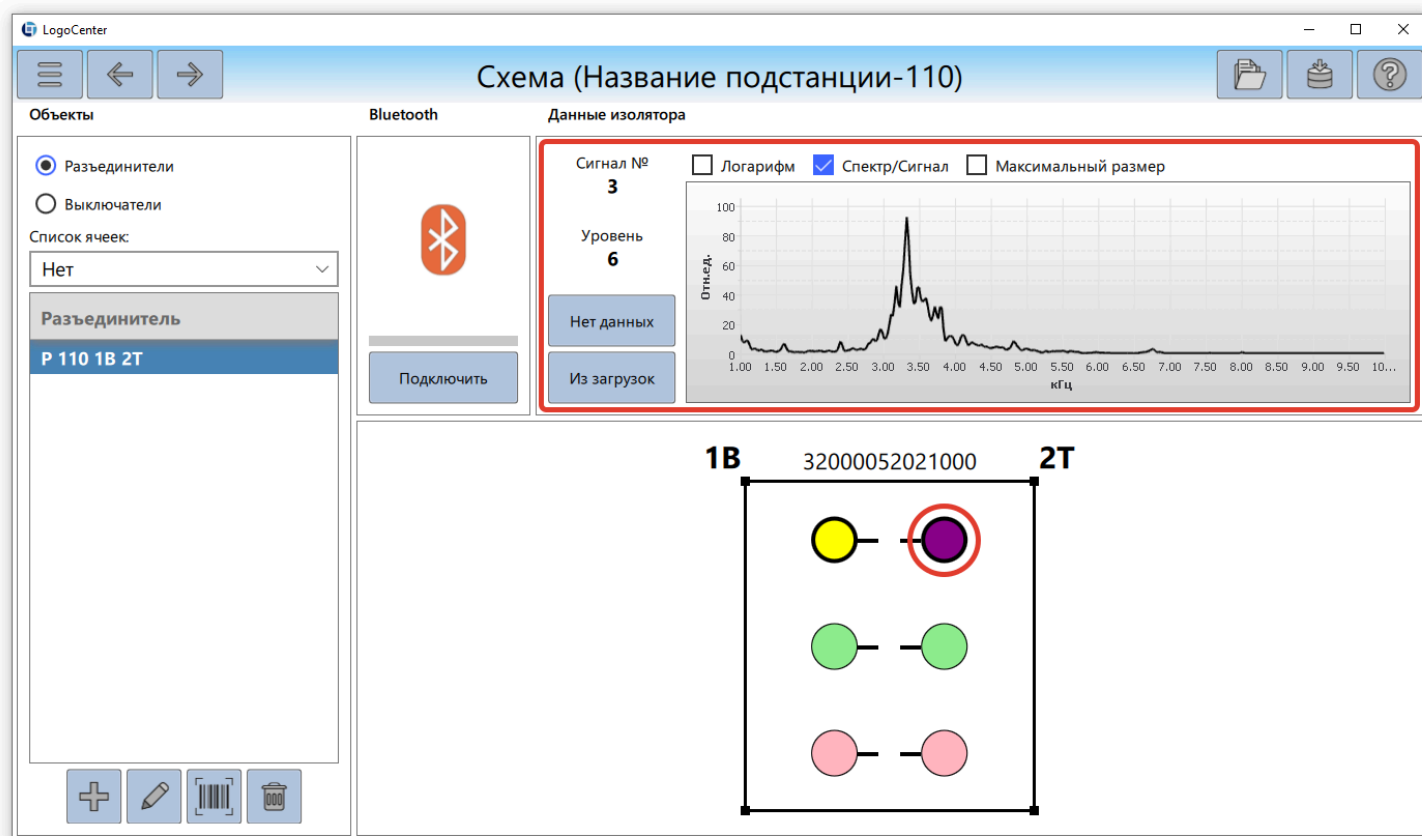 LogoCenter
Схема (Название подстанции-110)
Объекты
Bluetooth
Данные изолятора
Разъединители
Выключатели
Список ячеек:
Нет
Разъединитель
Р 110 1В 2Т
Подключить
Сигнал №
3
Уровень
6
Нет данных
Из загрузок
Логарифм
Спектр/Сигнал
Максимальный размер
Отн.ед.
100
80
60
40
20
0
1.00 1.50 2.00 2.50 3.00 3.50 4.00 4.50 5.00 5.50 6.00 6.50 7.00 7.50 8.00 8.50 9.00 9.50 10...
кГц
1В 32000052021000 2Т